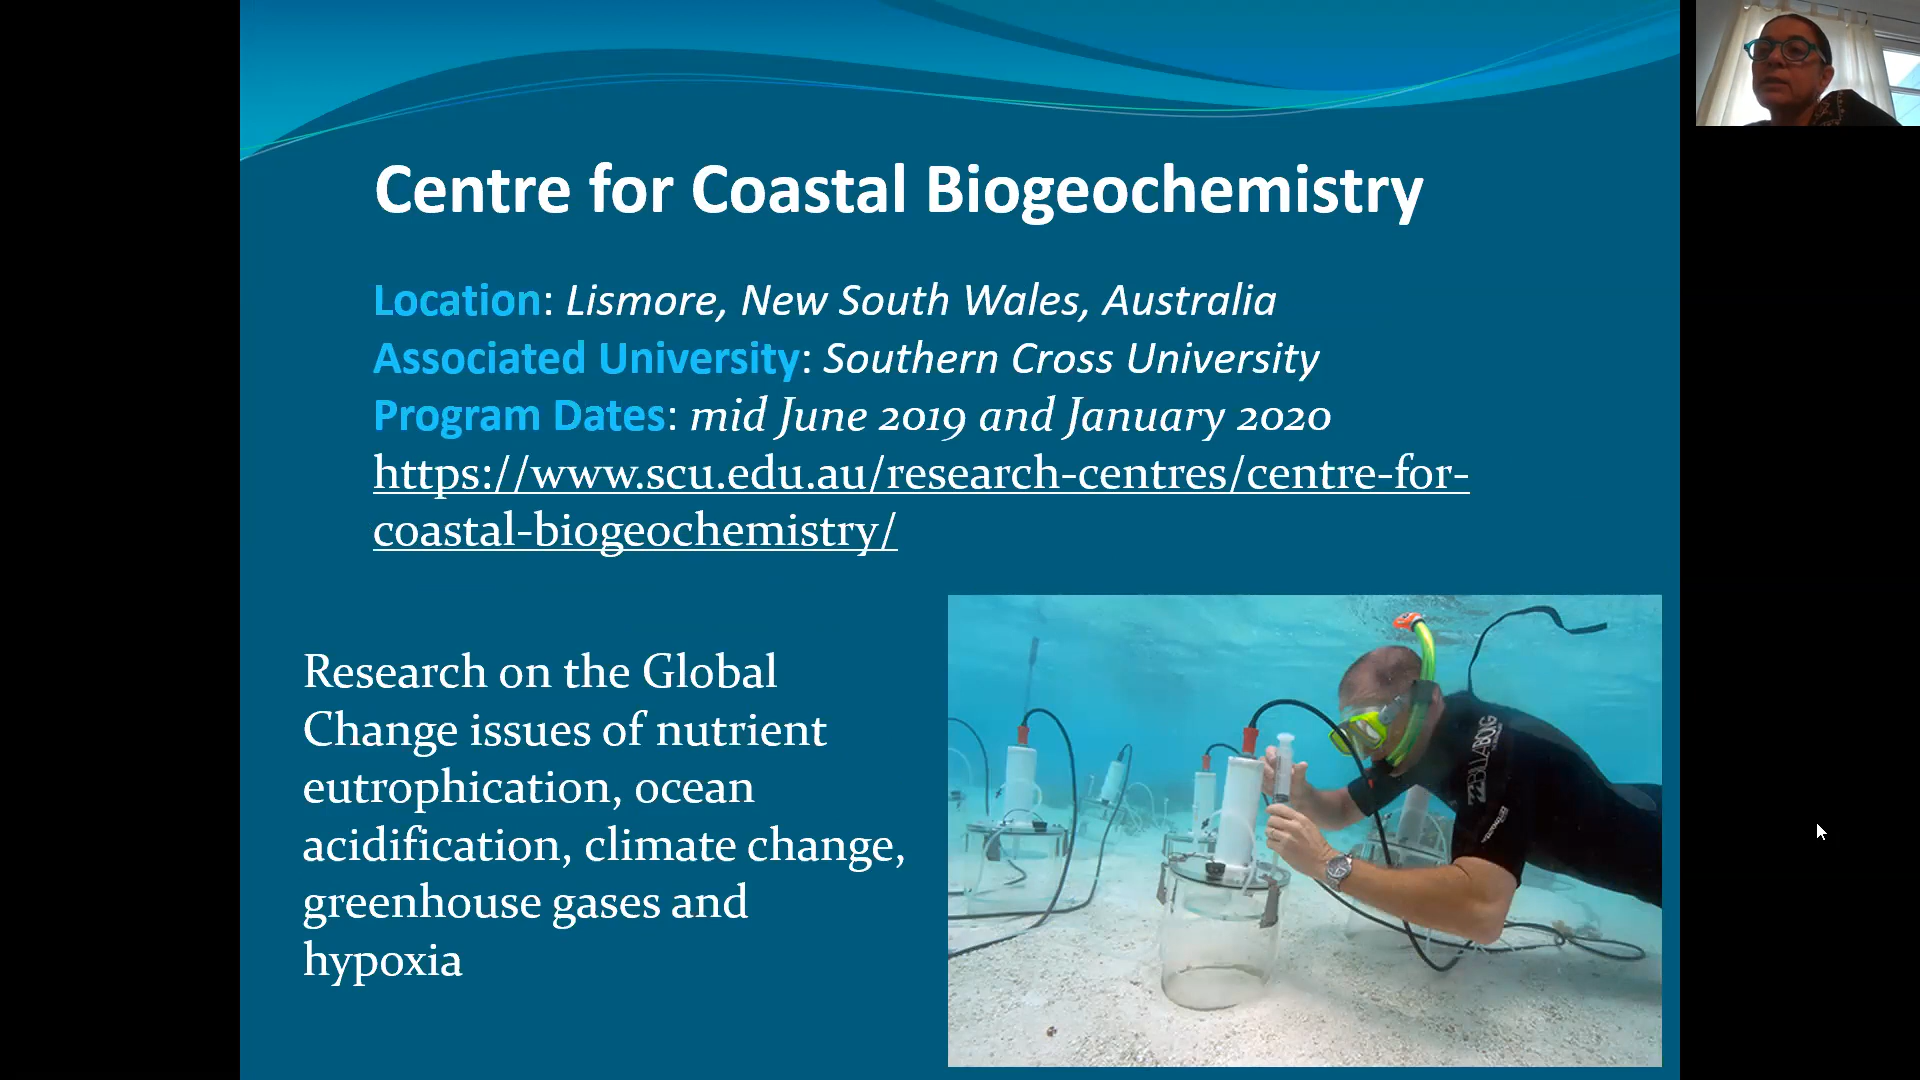 Centre for Coastal Biogeochemistry
Location: Lismore, New South Wales, Australia
Associated University: Southern Cross University
Program Dates: mid June 2019 and January 2020
https://www.scu.edu.au/research-centres/centre-for-
coastal-biogeochemistry/
Research on the Global
Change issues of nutrient
eutrophication, ocean
acidification, climate change,
greenhouse gases and
hypoxia
BILLABONG